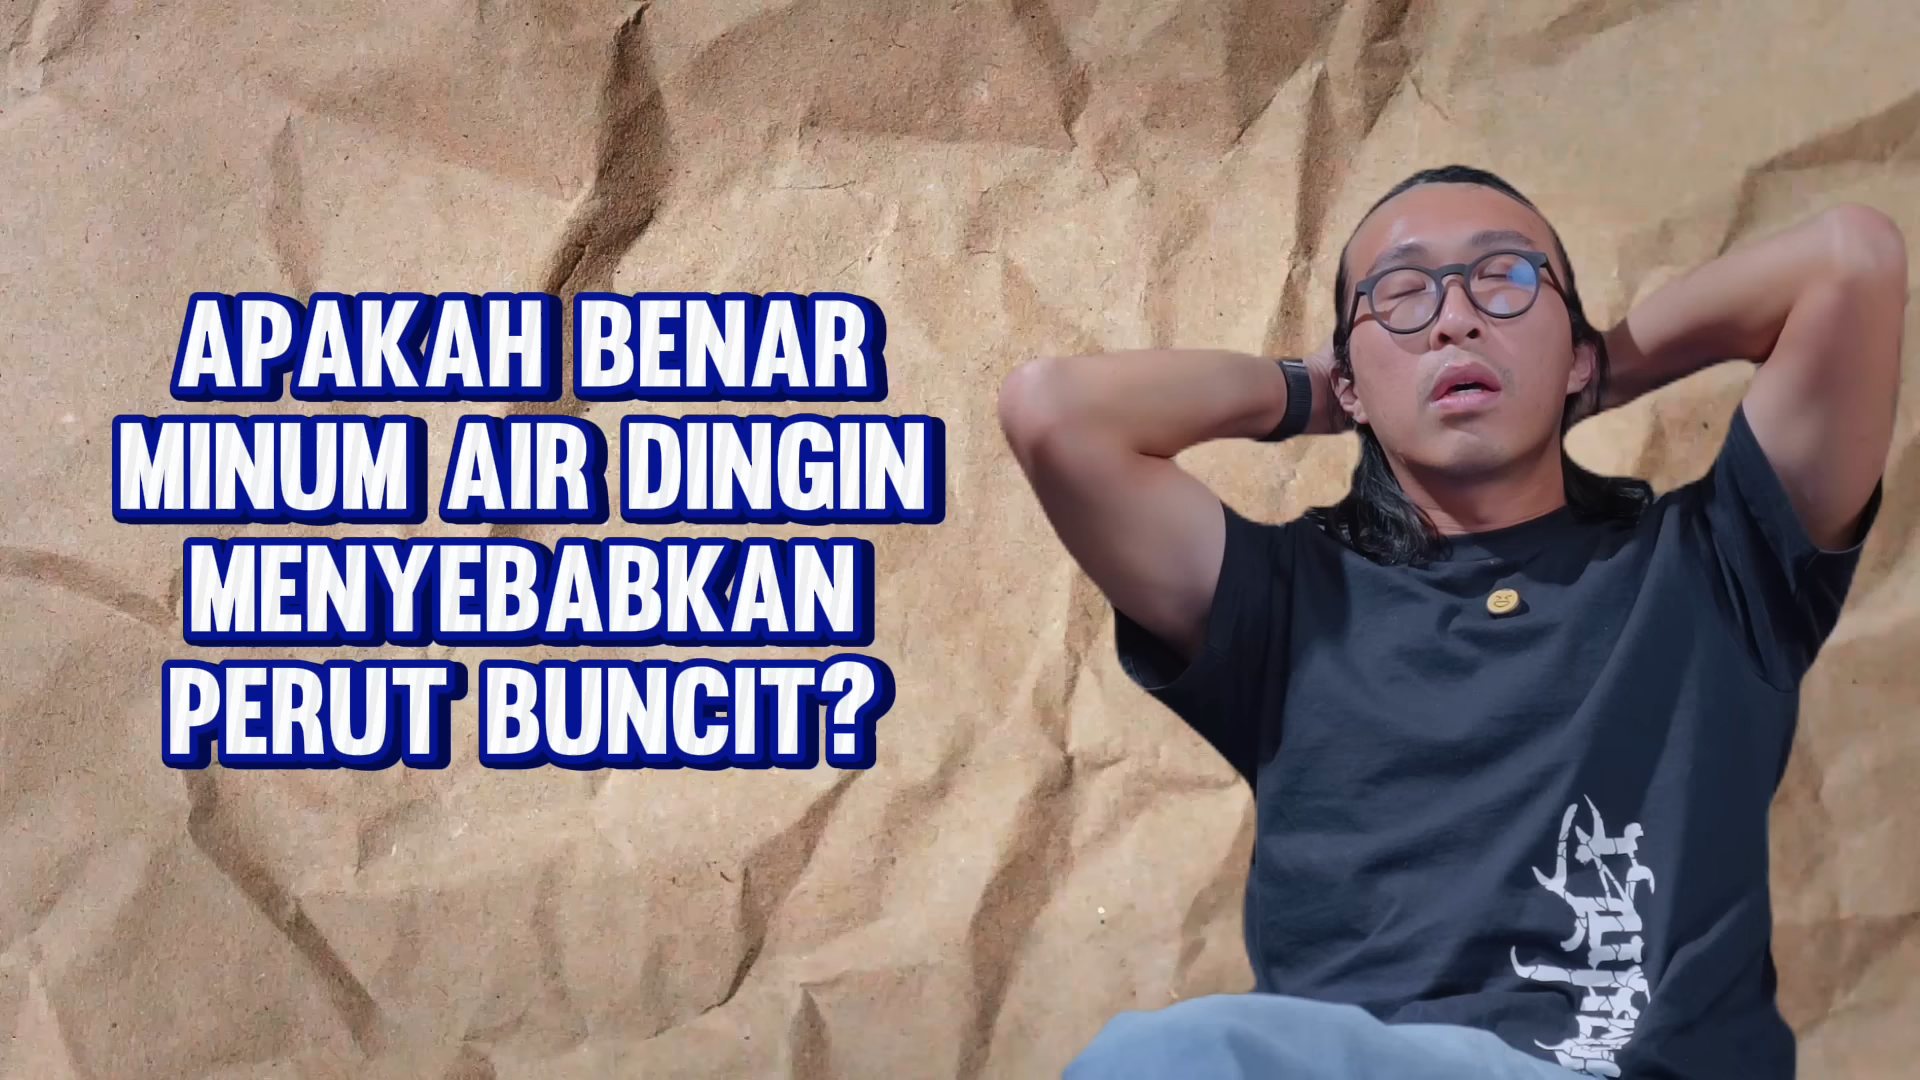 APAKAH BENAR
MINUM AIR DINGIN
MENYEBABKAN
PERUT BUNCIT?